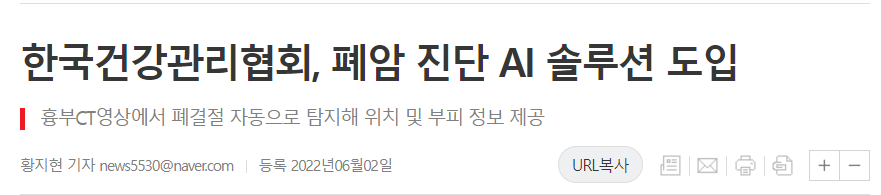 한국건강관리협회, 폐암 진단 AI 솔루션 도입
흉부CT영상에서 폐결절 자동으로 탐지해 위치 및 부피 정보 제공
황지현 기자 news5530@naver.com 등록 2022년06월02일 URL복사 + −